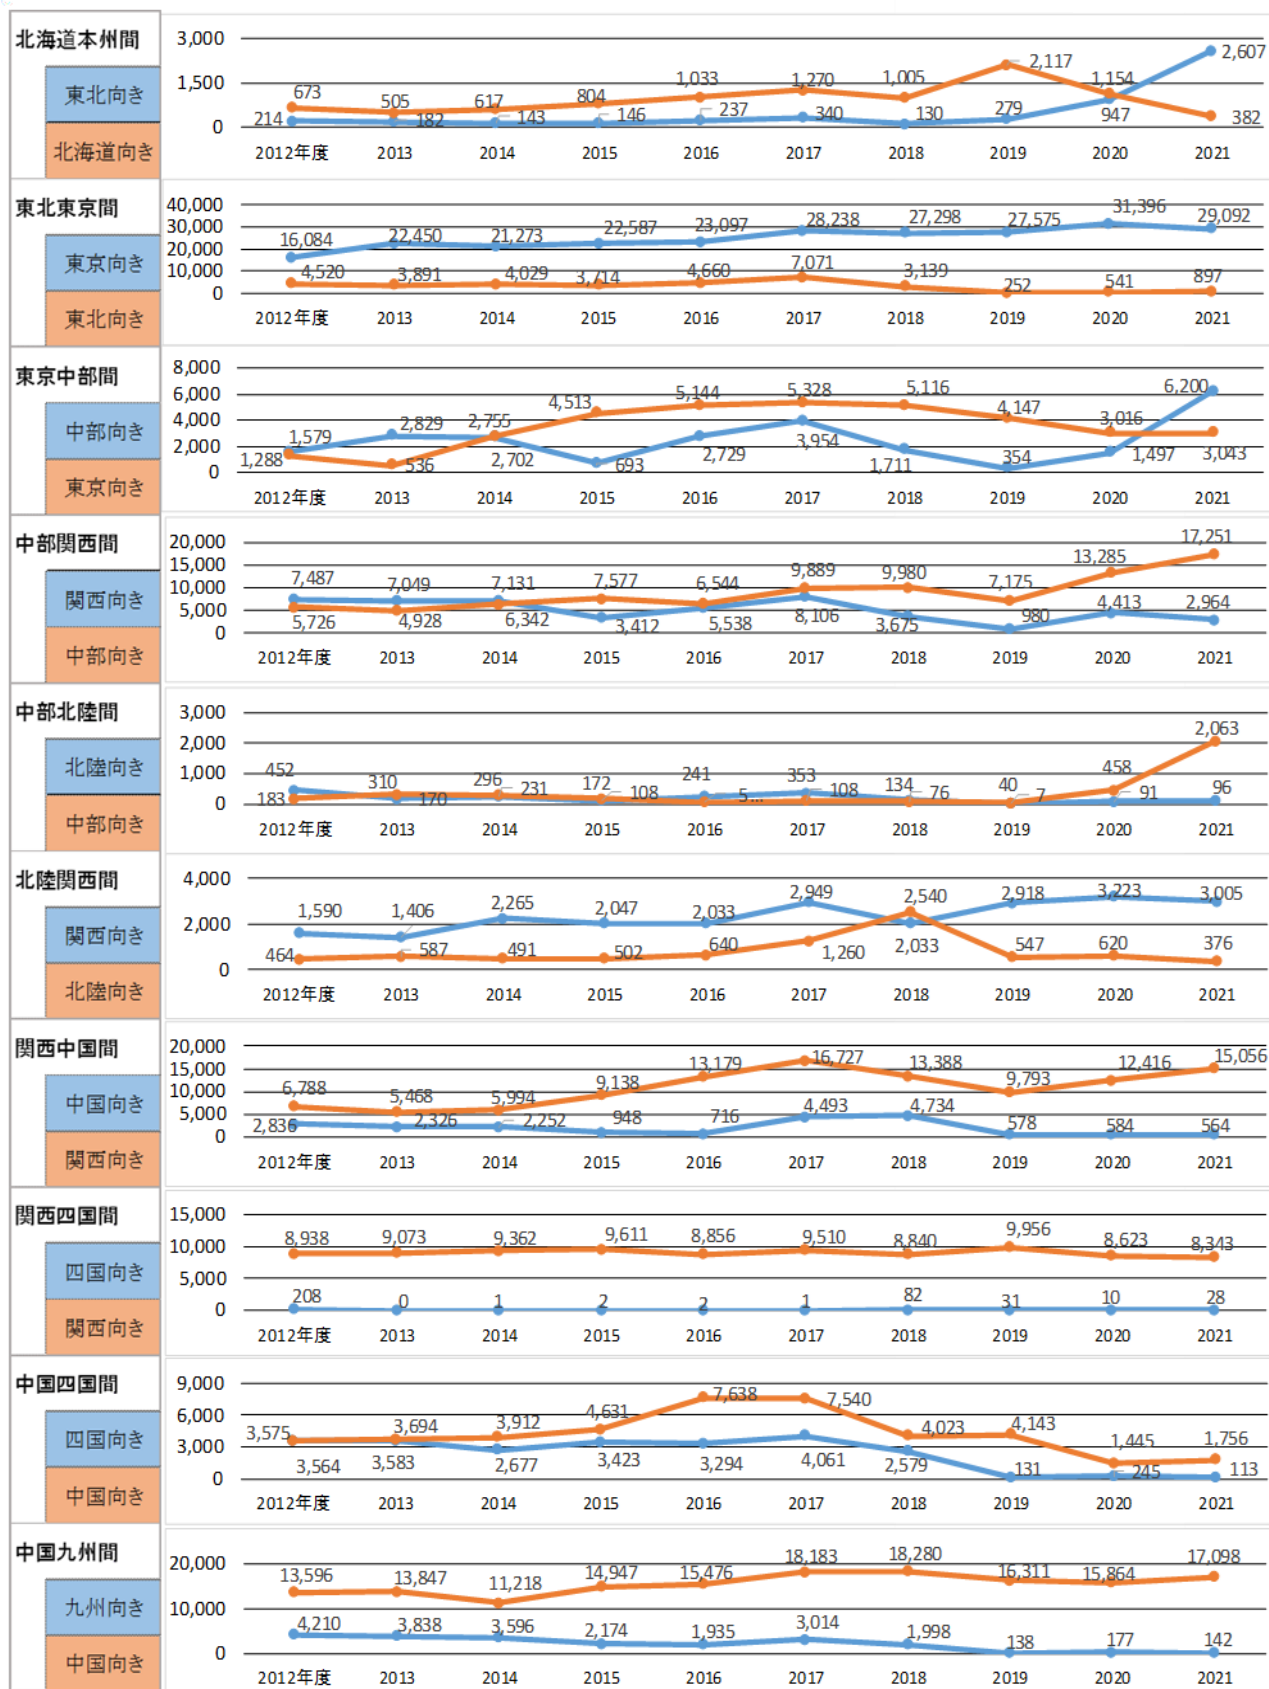 北海道本州間
東北向き
北海道向き
3,000
1,500
0
673 505 617 804 1,033 1,270 1,005 2,117 1,154 382
214 182 143 146 237 340 130 279 947 2,607
2012年度 2013 2014 2015 2016 2017 2018 2019 2020 2021
東北東京間
東京向き
東北向き
40,000
30,000
20,000
10,000
0
16,084 22,450 21,273 22,587 23,097 28,238 27,298 27,575 31,396 29,092
4,520 3,891 4,029 3,714 4,660 7,071 3,139 252 541 897
2012年度 2013 2014 2015 2016 2017 2018 2019 2020 2021
東京中部間
中部向き
東京向き
8,000
6,000
4,000
2,000
0
1,579 2,829 2,702 693 2,729 3,954 1,711 354 1,497 6,200
1,288 536 2,755 4,513 5,144 5,328 5,116 4,147 3,016 3,043
2012年度 2013 2014 2015 2016 2017 2018 2019 2020 2021
中部関西間
関西向き
中部向き
20,000
15,000
10,000
5,000
0
7,487 7,049 7,131 7,577 6,544 9,889 9,980 7,175 13,285 17,251
5,726 4,928 6,342 3,412 5,538 8,106 3,675 980 4,413 2,964
2012年度 2013 2014 2015 2016 2017 2018 2019 2020 2021
中部北陸間
北陸向き
中部向き
3,000
2,000
1,000
0
452 310 296 172 241 353 134 40 458 2,063
183 170 231 108 5... 108 76 7 91 96
2012年度 2013 2014 2015 2016 2017 2018 2019 2020 2021
北陸関西間
関西向き
北陸向き
4,000
2,000
0
1,590 1,406 2,265 2,047 2,033 2,949 2,540 2,918 3,223 3,005
464 587 491 502 640 1,260 2,033 547 620 376
2012年度 2013 2014 2015 2016 2017 2018 2019 2020 2021
関西中国間
中国向き
関西向き
20,000
15,000
10,000
5,000
0
6,788 5,468 5,994 9,138 13,179 16,727 13,388 9,793 12,416 15,056
2,836 2,326 2,252 948 716 4,493 4,734 578 584 564
2012年度 2013 2014 2015 2016 2017 2018 2019 2020 2021
関西四国間
四国向き
関西向き
15,000
10,000
5,000
0
8,938 9,073 9,362 9,611 8,856 9,510 8,840 9,956 8,623 8,343
208 0 1 2 2 1 82 31 10 28
2012年度 2013 2014 2015 2016 2017 2018 2019 2020 2021
中国四国間
四国向き
中国向き
9,000
6,000
3,000
0
3,575 3,694 3,912 4,631 7,638 7,540 4,023 4,143 1,445 1,756
3,564 3,583 2,677 3,423 3,294 4,061 2,579 131 245 113
2012年度 2013 2014 2015 2016 2017 2018 2019 2020 2021
中国九州間
九州向き
中国向き
20,000
10,000
0
13,596 13,847 11,218 14,947 15,476 18,183 18,280 16,311 15,864 17,098
4,210 3,838 3,596 2,174 1,935 3,014 1,998 138 177 142
2012年度 2013 2014 2015 2016 2017 2018 2019 2020 2021